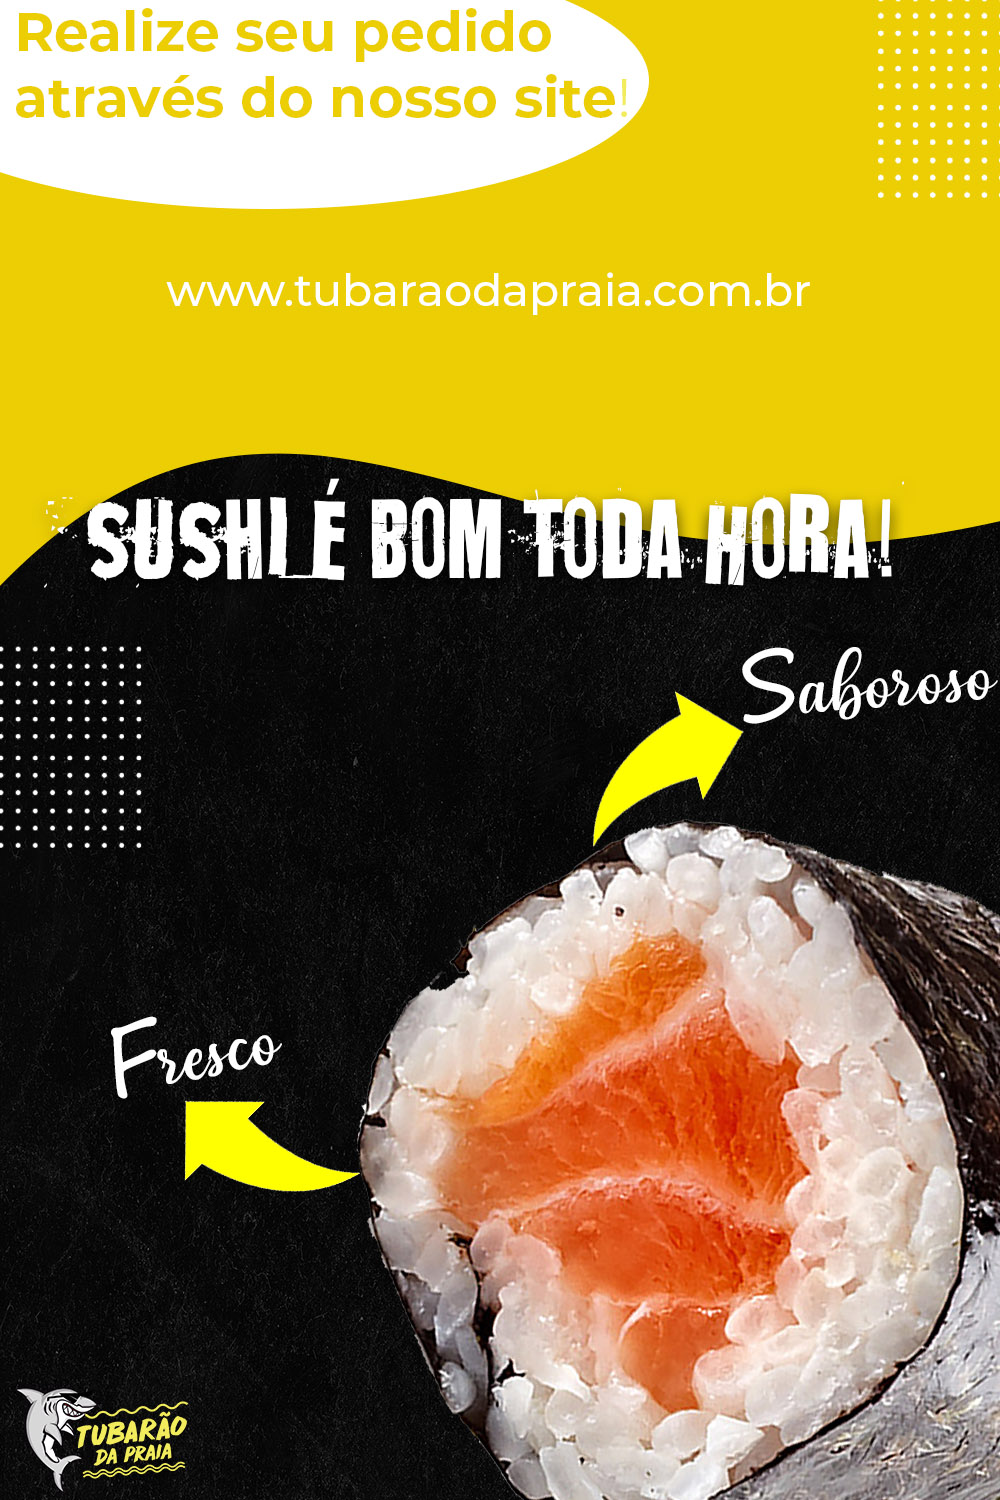 Realize seu pedido
através do nosso site!
www.tubaraodapraia.com.br
SUSHI É BOM TODA HORA!
Saboroso
Fresco
TUBARÃO
DA PRAIA